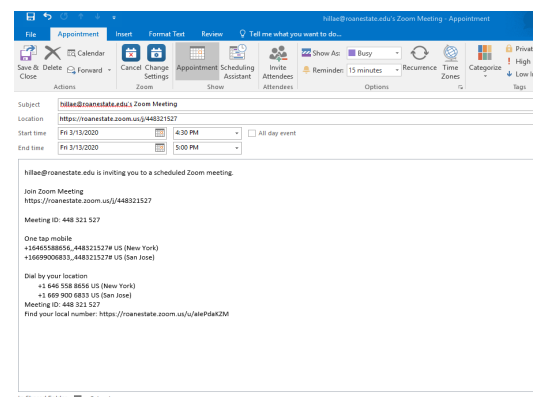 hillae@roanestate.edu's Zoom Meeting - Appointment
File Appointment Insert Format Text Review Tell me what you want to do...
Save & Close
Delete
Calendar
Forward
Actions
Cancel
Change Settings
Zoom
Appointment
Scheduling Assistant
Show
Invite Attendees
Attendees
Show As: Busy
Reminder: 15 minutes
Recurrence
Time Zones
Options
Categorize
High
Tags
Subject hillae@roanestate.edu's Zoom Meeting
Location https://roanestate.zoom.us/j/448321527
Start time Fri 3/13/2020 4:30 PM All day event
End time Fri 3/13/2020 5:00 PM
hillae@roanestate.edu is inviting you to a scheduled Zoom meeting.
Join Zoom Meeting
https://roanestate.zoom.us/j/448321527
Meeting ID: 448 321 527
One tap mobile
+16465588656,,448321527# US (New York)
+16699006833,,448321527# US (San Jose)
Dial by your location
+1 646 558 8656 US (New York)
+1 669 900 6833 US (San Jose)
Meeting ID: 448 321 527
Find your local number: https://roanestate.zoom.us/u/aIePdaKZM